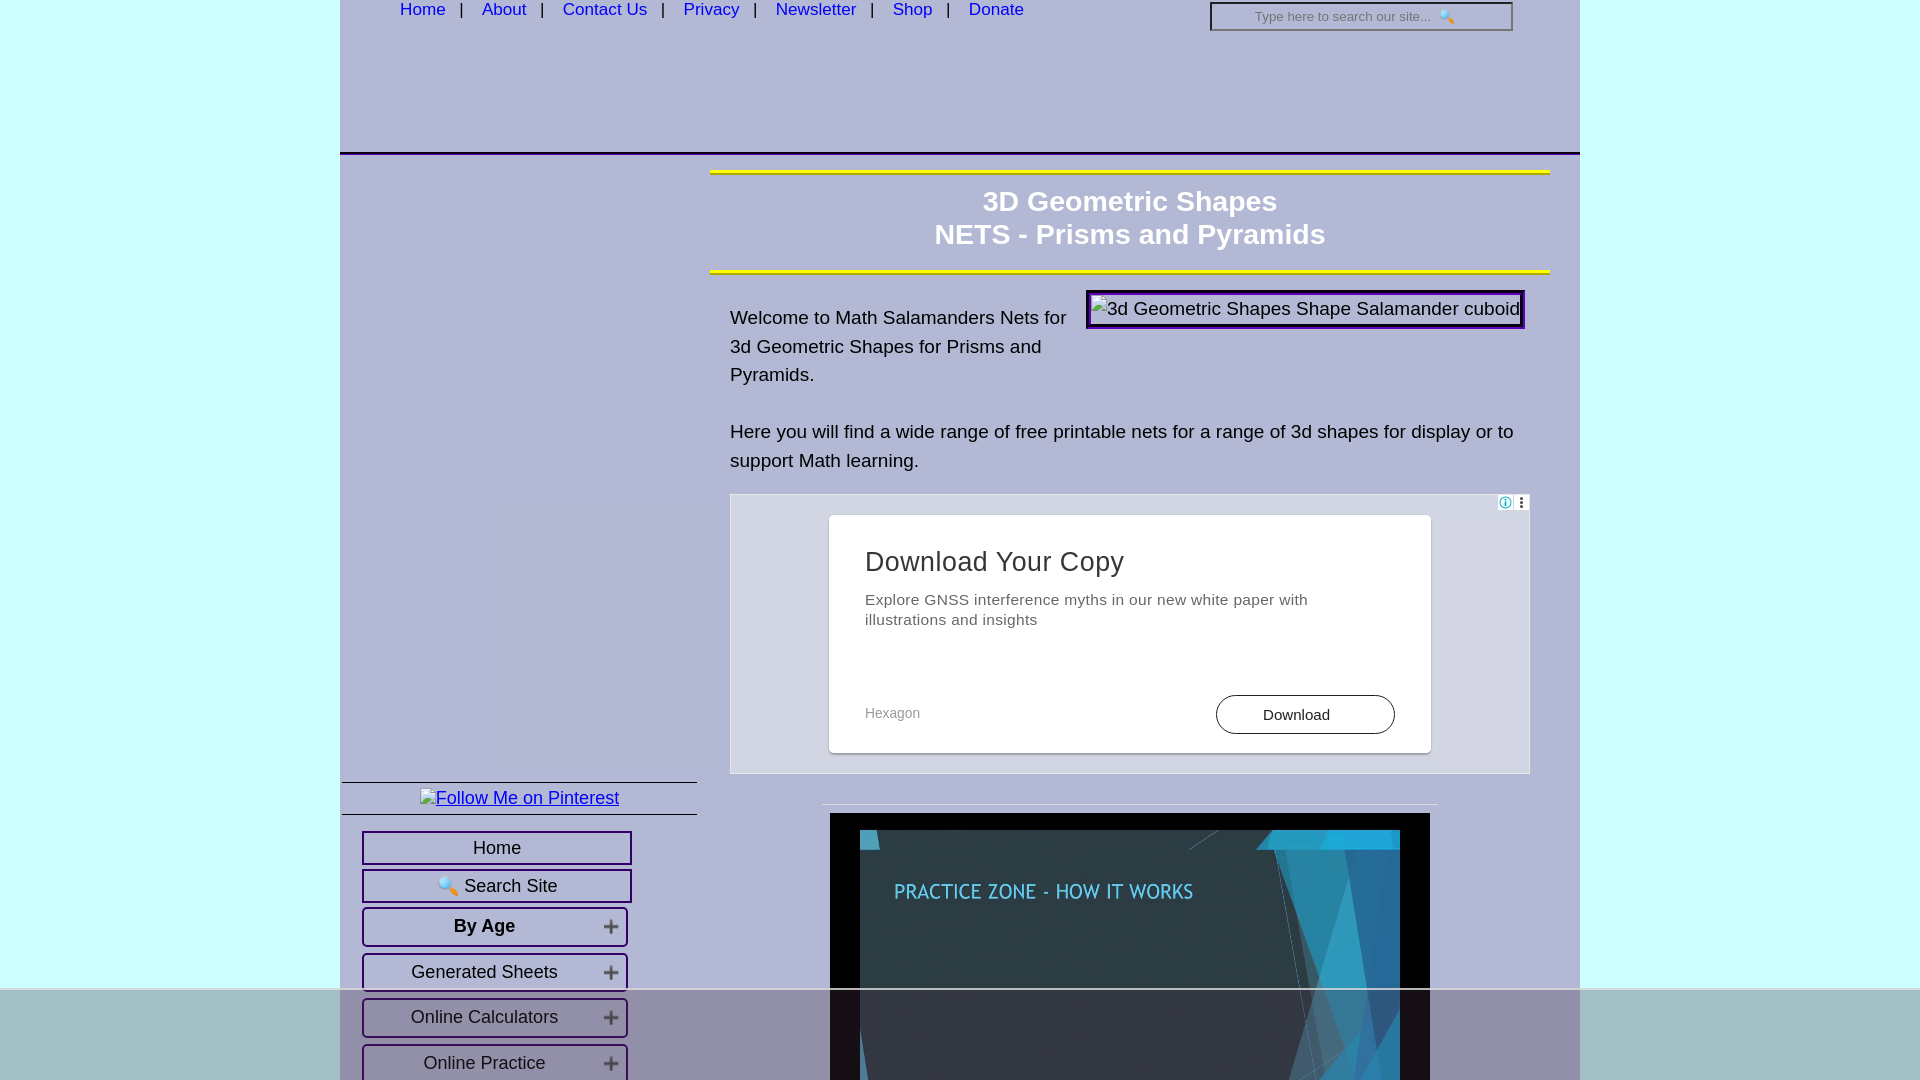 Home | About | Contact Us | Privacy | Newsletter | Shop | Donate
Type here to search our site... 🔍
3D Geometric Shapes
NETS - Prisms and Pyramids
3d Geometric Shapes Shape Salamander cuboid
Welcome to Math Salamanders Nets for
3d Geometric Shapes for Prisms and
Pyramids.
Here you will find a wide range of free printable nets for a range of 3d shapes for display or to
support Math learning.
Download Your Copy
Explore GNSS interference myths in our new white paper with
illustrations and insights
Hexagon
Download
Follow Me on Pinterest
Home
🔍 Search Site
By Age
Generated Sheets
Online Calculators
Online Practice
PRACTICE ZONE - HOW IT WORKS